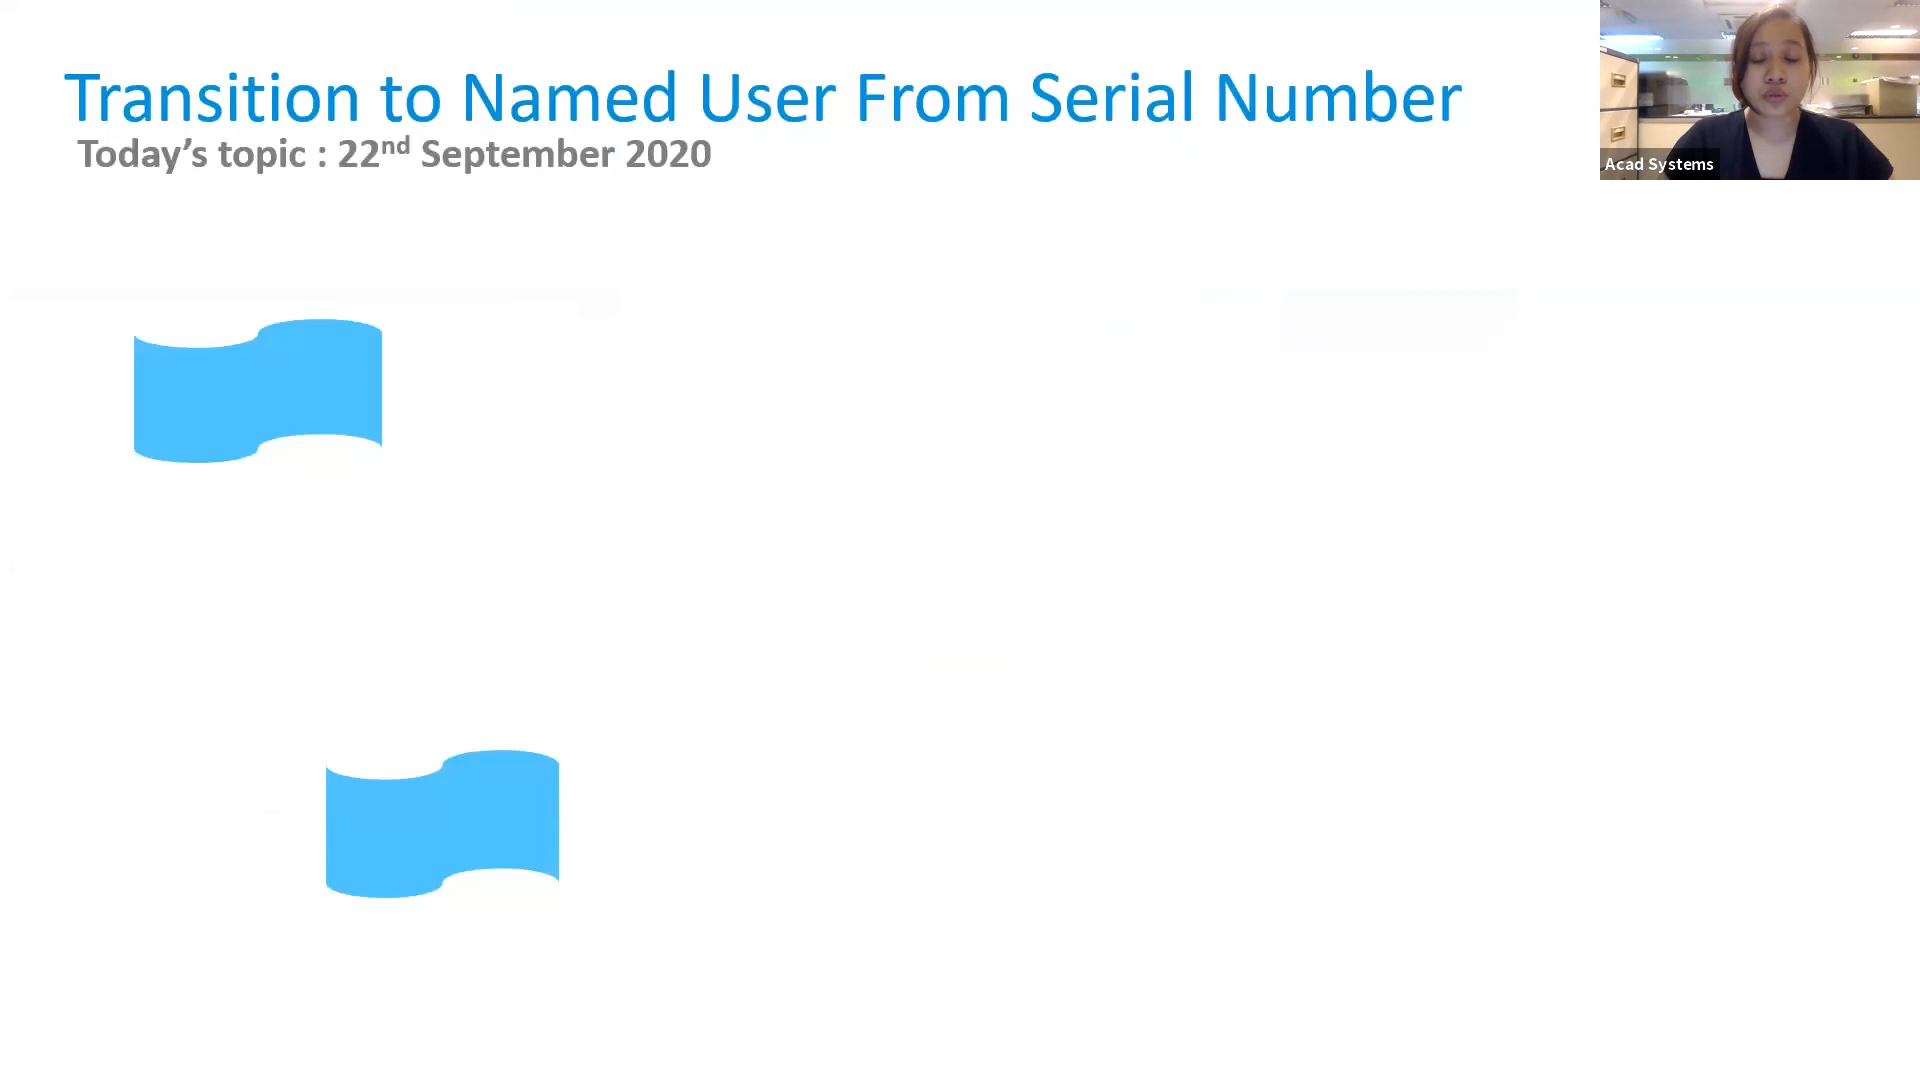 Transition to Named User From Serial Number
Today's topic : 22nd September 2020
Acad Systems